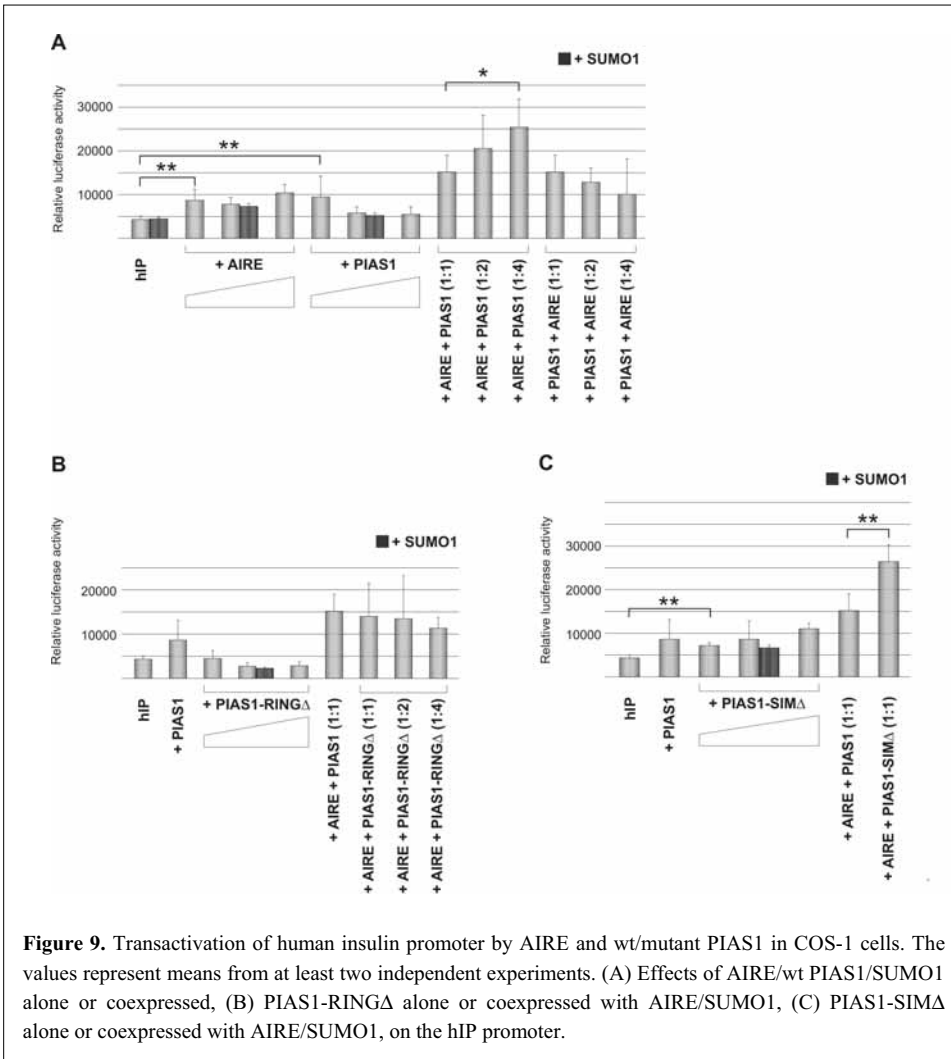 A
+ SUMO1
*
**
**
Relative luciferase activity
30000
20000
10000
hIP
+ AIRE
+ PIAS1
+ AIRE + PIAS1 (1:1)
+ AIRE + PIAS1 (1:2)
+ AIRE + PIAS1 (1:4)
+ PIAS1 + AIRE (1:1)
+ PIAS1 + AIRE (1:2)
+ PIAS1 + AIRE (1:4)
B
+ SUMO1
Relative luciferase activity
20000
10000
hIP
+ PIAS1
+ PIAS1-RINGΔ
+ AIRE + PIAS1 (1:1)
+ AIRE + PIAS1-RINGΔ (1:1)
+ AIRE + PIAS1-RINGΔ (1:2)
+ AIRE + PIAS1-RINGΔ (1:4)
C
+ SUMO1
**
**
Relative luciferase activity
30000
20000
10000
hIP
+ PIAS1
+ PIAS1-SIMΔ
+ AIRE + PIAS1 (1:1)
+ AIRE + PIAS1-SIMΔ (1:1)
Figure 9. Transactivation of human insulin promoter by AIRE and wt/mutant PIAS1 in COS-1 cells. The
values represent means from at least two independent experiments. (A) Effects of AIRE/wt PIAS1/SUMO1
alone or coexpressed, (B) PIAS1-RINGΔ alone or coexpressed with AIRE/SUMO1, (C) PIAS1-SIMΔ
alone or coexpressed with AIRE/SUMO1, on the hIP promoter.